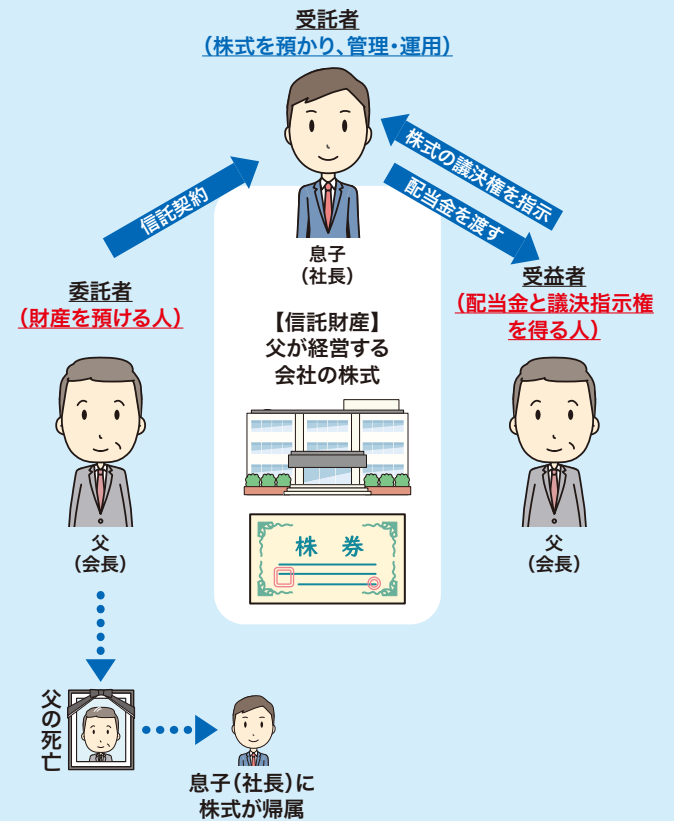 受託者
（株式を預かり、管理・運用）
信託契約
株式の議決権を指示
配当金を渡す
息子
（社長）
委託者
（財産を預ける人）
受益者
（配当金と議決指示権
を得る人）
【信託財産】
父が経営する
会社の株式
株 券
父
（会長）
父
（会長）
父の死亡
息子（社長）に
株式が帰属